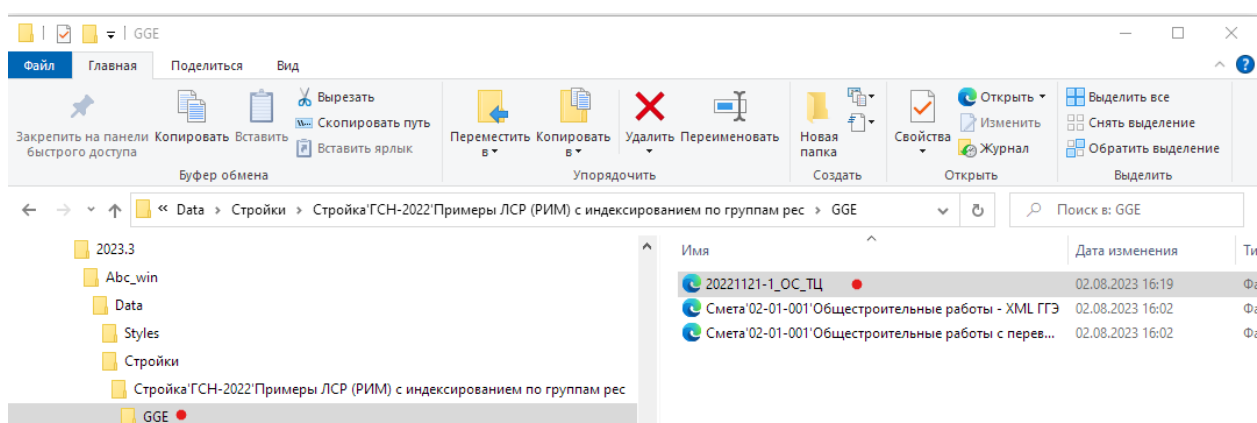 GGE
Файл Главная Поделиться Вид
Закрепить на панели быстрого доступа
Копировать
Вставить
Вырезать
Скопировать путь
Вставить ярлык
Буфер обмена
Переместить в
Копировать в
Удалить
Переименовать
Упорядочить
Новая папка
Создать
Свойства
Открыть
Изменить
Журнал
Открыть
Выделить все
Снять выделение
Обратить выделение
Выделить
« Data › Стройки › Стройка'ГСН-2022'Примеры ЛСР (РИМ) с индексированием по группам рес › GGE
Поиск в: GGE
2023.3
Abc_win
Data
Styles
Стройки
Стройка'ГСН-2022'Примеры ЛСР (РИМ) с индексированием по группам рес
GGE
Имя Дата изменения Ти
20221121-1_ОС_ТЦ 02.08.2023 16:19 Фа
Смета'02-01-001'Общестроительные работы - XML ГГЭ 02.08.2023 16:02 Фа
Смета'02-01-001'Общестроительные работы с перев... 02.08.2023 16:02 Фа